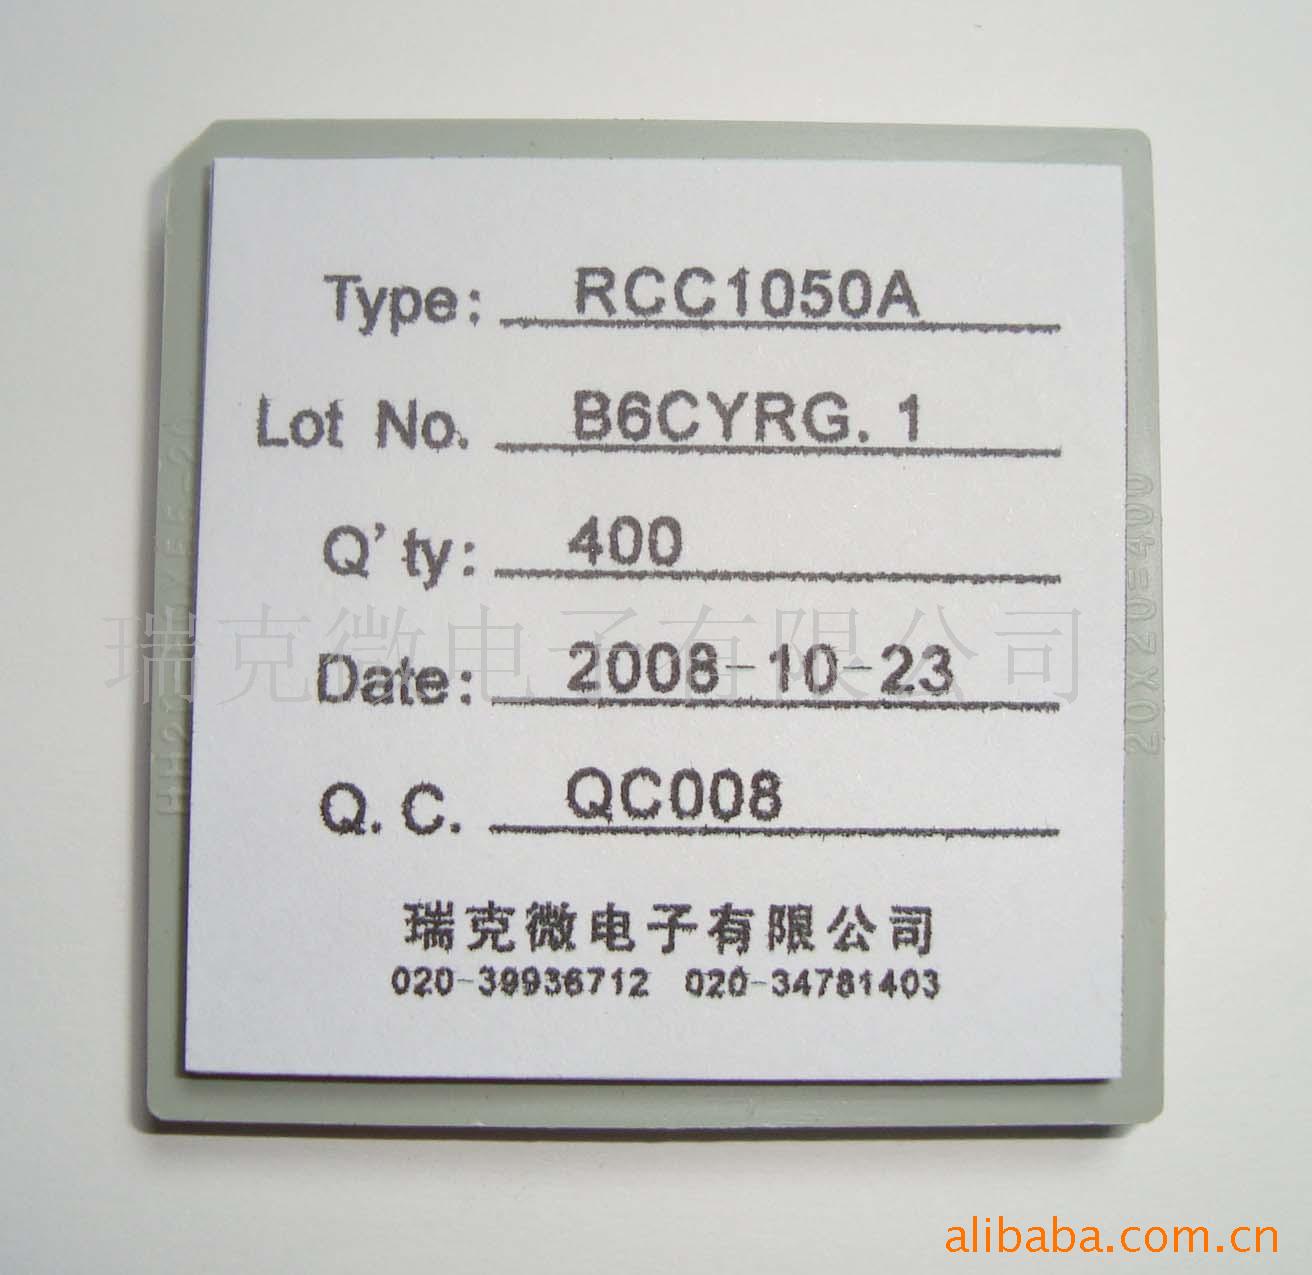 Type: RCC1050A
Lot No. B6CYRG.1
Q'ty: 400
瑞克微电子有限公司
Date: 2008-10-23
Q.C. QC008
瑞克微电子有限公司
020-39936712 020-34781403
20X20=400
alibaba.com.cn